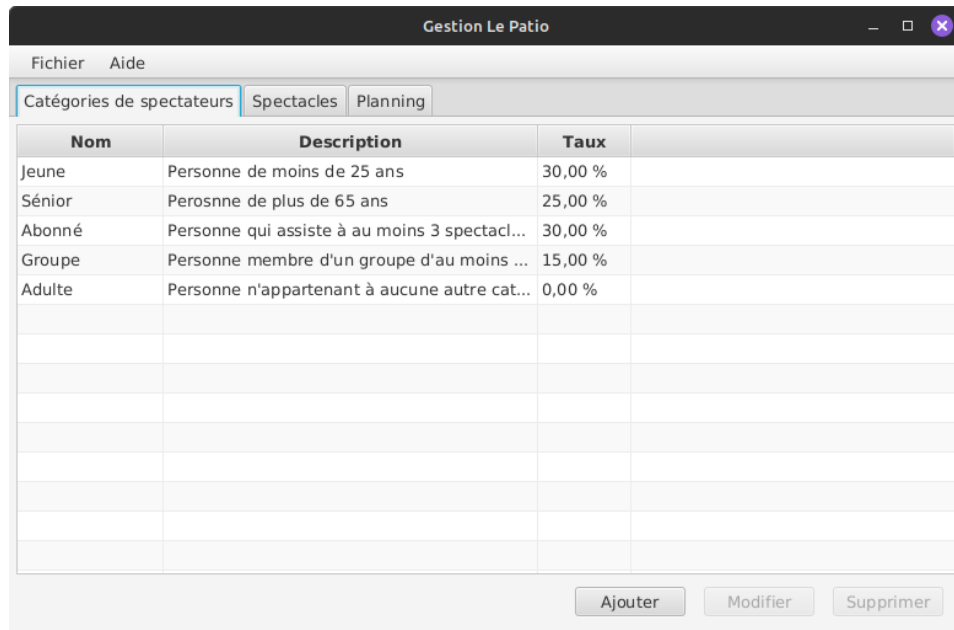 Gestion Le Patio
Fichier Aide
Catégories de spectateurs Spectacles Planning
Nom Description Taux
Jeune Personne de moins de 25 ans 30,00 %
Sénior Perosnne de plus de 65 ans 25,00 %
Abonné Personne qui assiste à au moins 3 spectacl... 30,00 %
Groupe Personne membre d'un groupe d'au moins ... 15,00 %
Adulte Personne n'appartenant à aucune autre cat... 0,00 %
Ajouter Modifier Supprimer